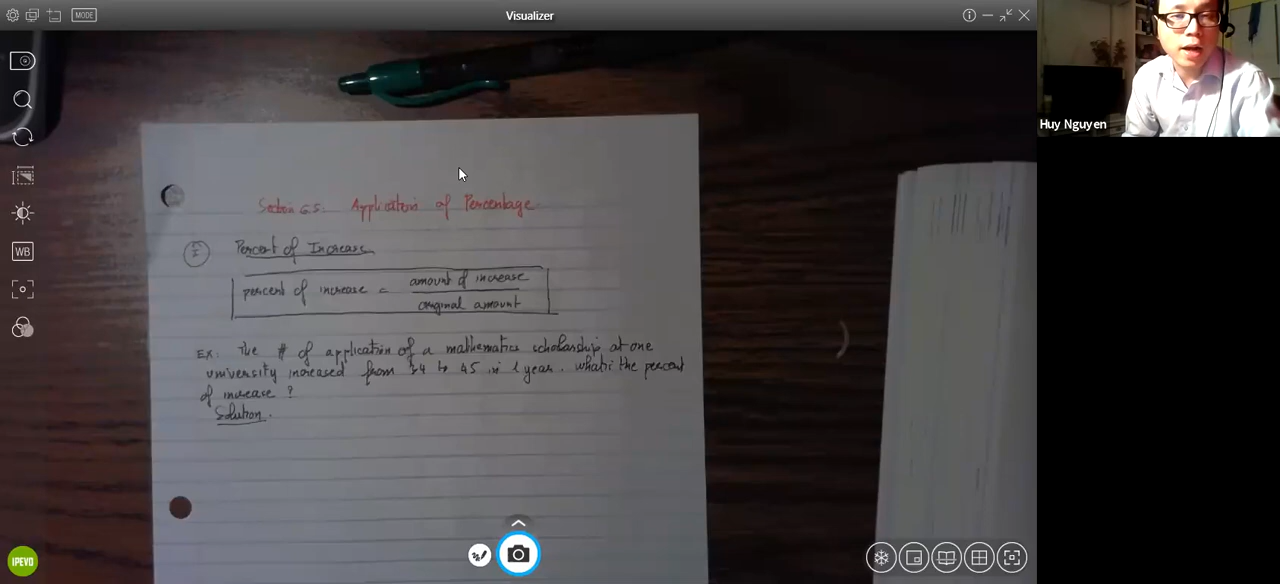 MODE
Visualizer
Huy Nguyen
WB
IPEVO
Section 6.5: Applications of Percentage
I
Percent of Increase
percent of increase = amount of increase
original amount
Ex: The # of application of a mathematics scholarship at one
university increased from 34 to 45 in 1 year. what's the percent
of increase ?
Solution.